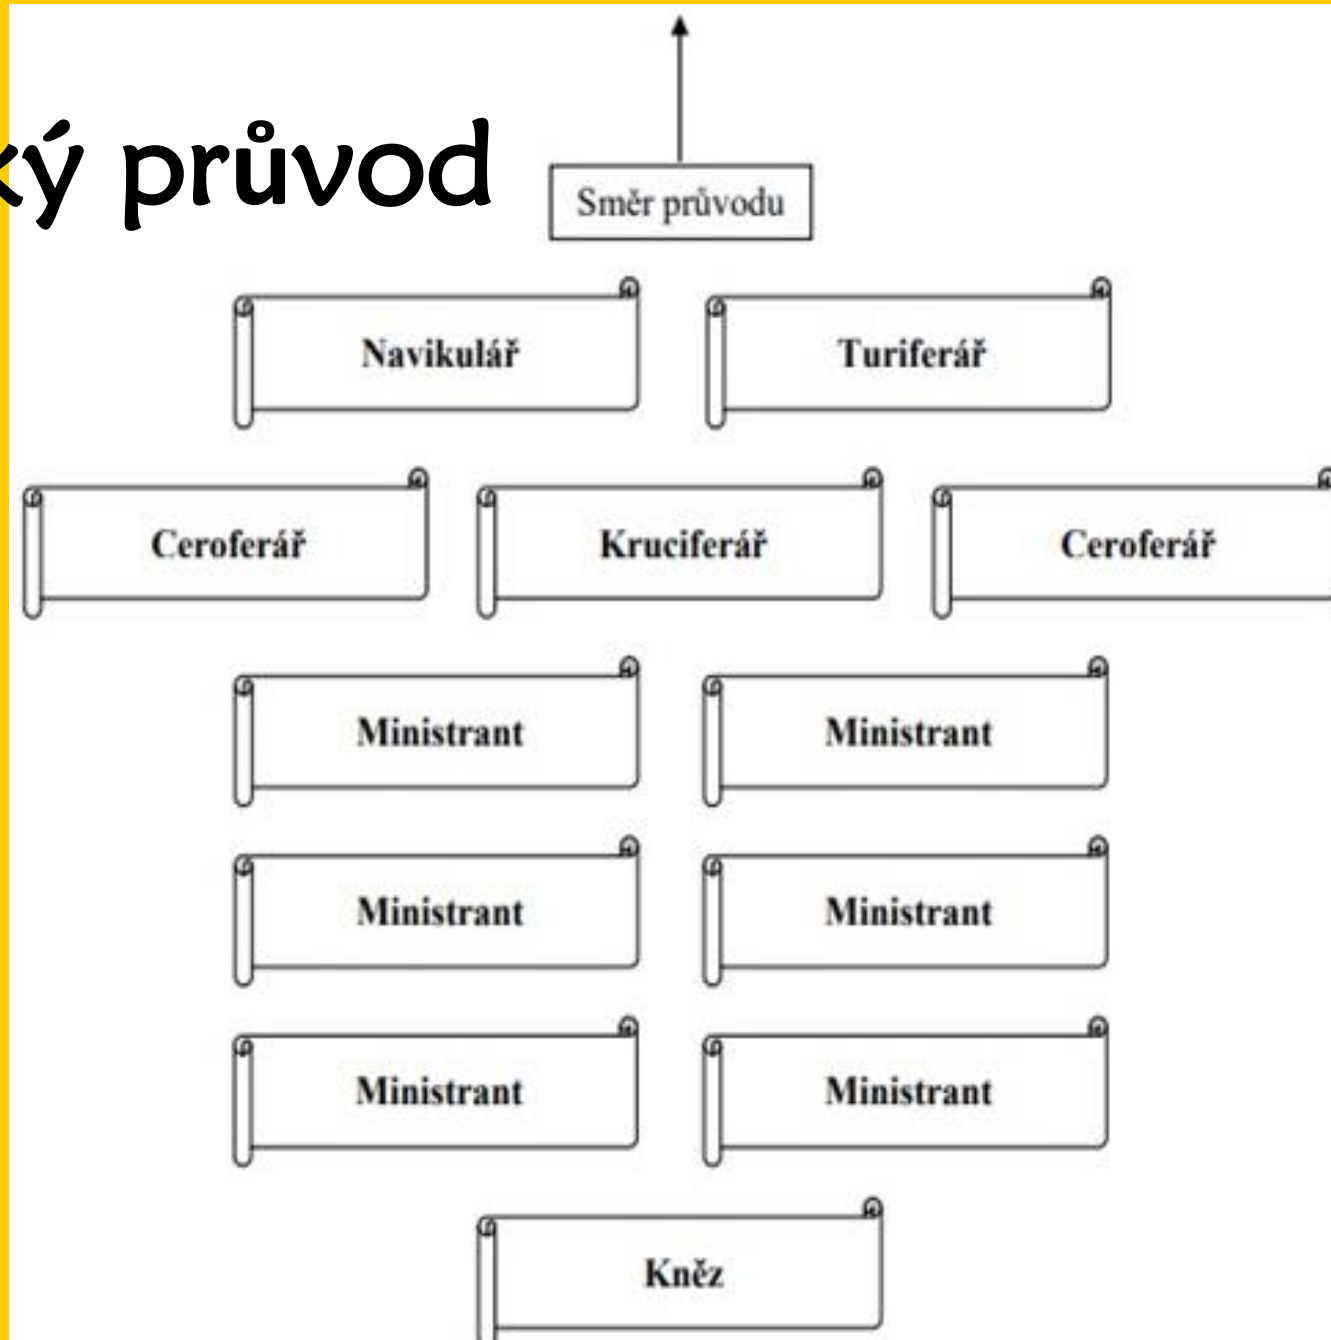 ký průvod
Směr průvodu
Navikulář Turiferář
Ceroferář Kruciferář Ceroferář
Ministrant Ministrant
Ministrant Ministrant
Ministrant Ministrant
Kněz